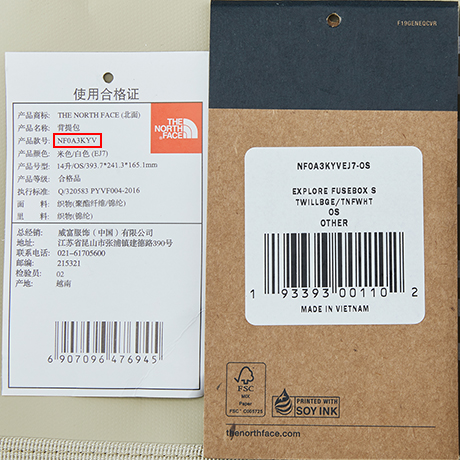 使用合格证
产品商标: THE NORTH FACE (北面)
产品名称: 背提包
产品款号: NF0A3KYV
产品颜色: 米色/白色 (EJ7)
产品号型: 14升/OS/393.7*241.3*165.1mm
产品等级: 合格品
执行标准: Q/320583 PYVF004-2016
面 料: 织物(聚酯纤维/锦纶)
里 料: 织物(锦纶)
THE
NORTH
FACE
总经销: 威富服饰(中国)有限公司
地址: 江苏省昆山市张浦镇建德路390号
联系电话: 021-61705600
邮编: 215321
检验员: 02
产地: 越南
6 907096 476945
F19GENEQCVR
NF0A3KYVEJ7-OS
EXPLORE FUSEBOX S
TWILLBGE/TNFWHT
OS
OTHER
1 93393 00110 2
MADE IN VIETNAM
FSC
MIX
Paper
PRINTED WITH
SOY INK
thenorthface.com